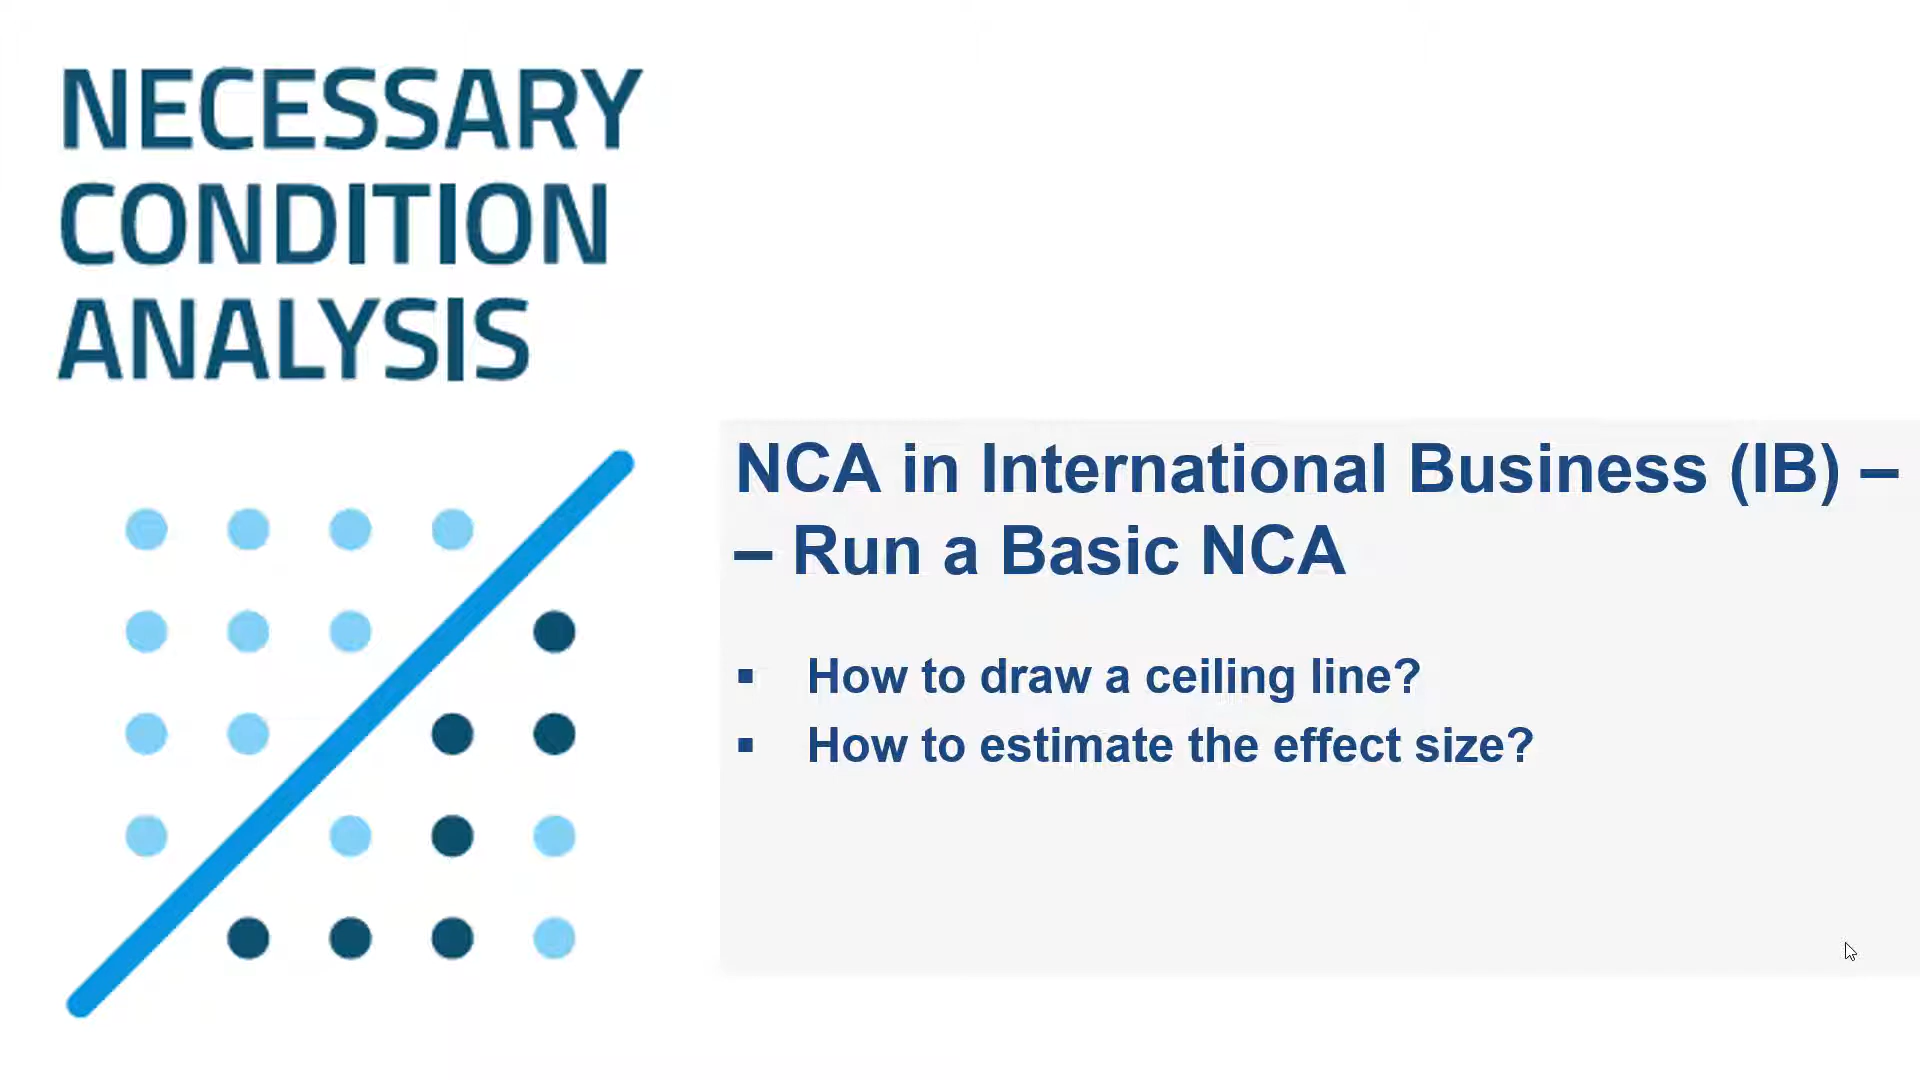 NECESSARY
CONDITION
ANALYSIS
NCA in International Business (IB) –
– Run a Basic NCA
▪ How to draw a ceiling line?
▪ How to estimate the effect size?